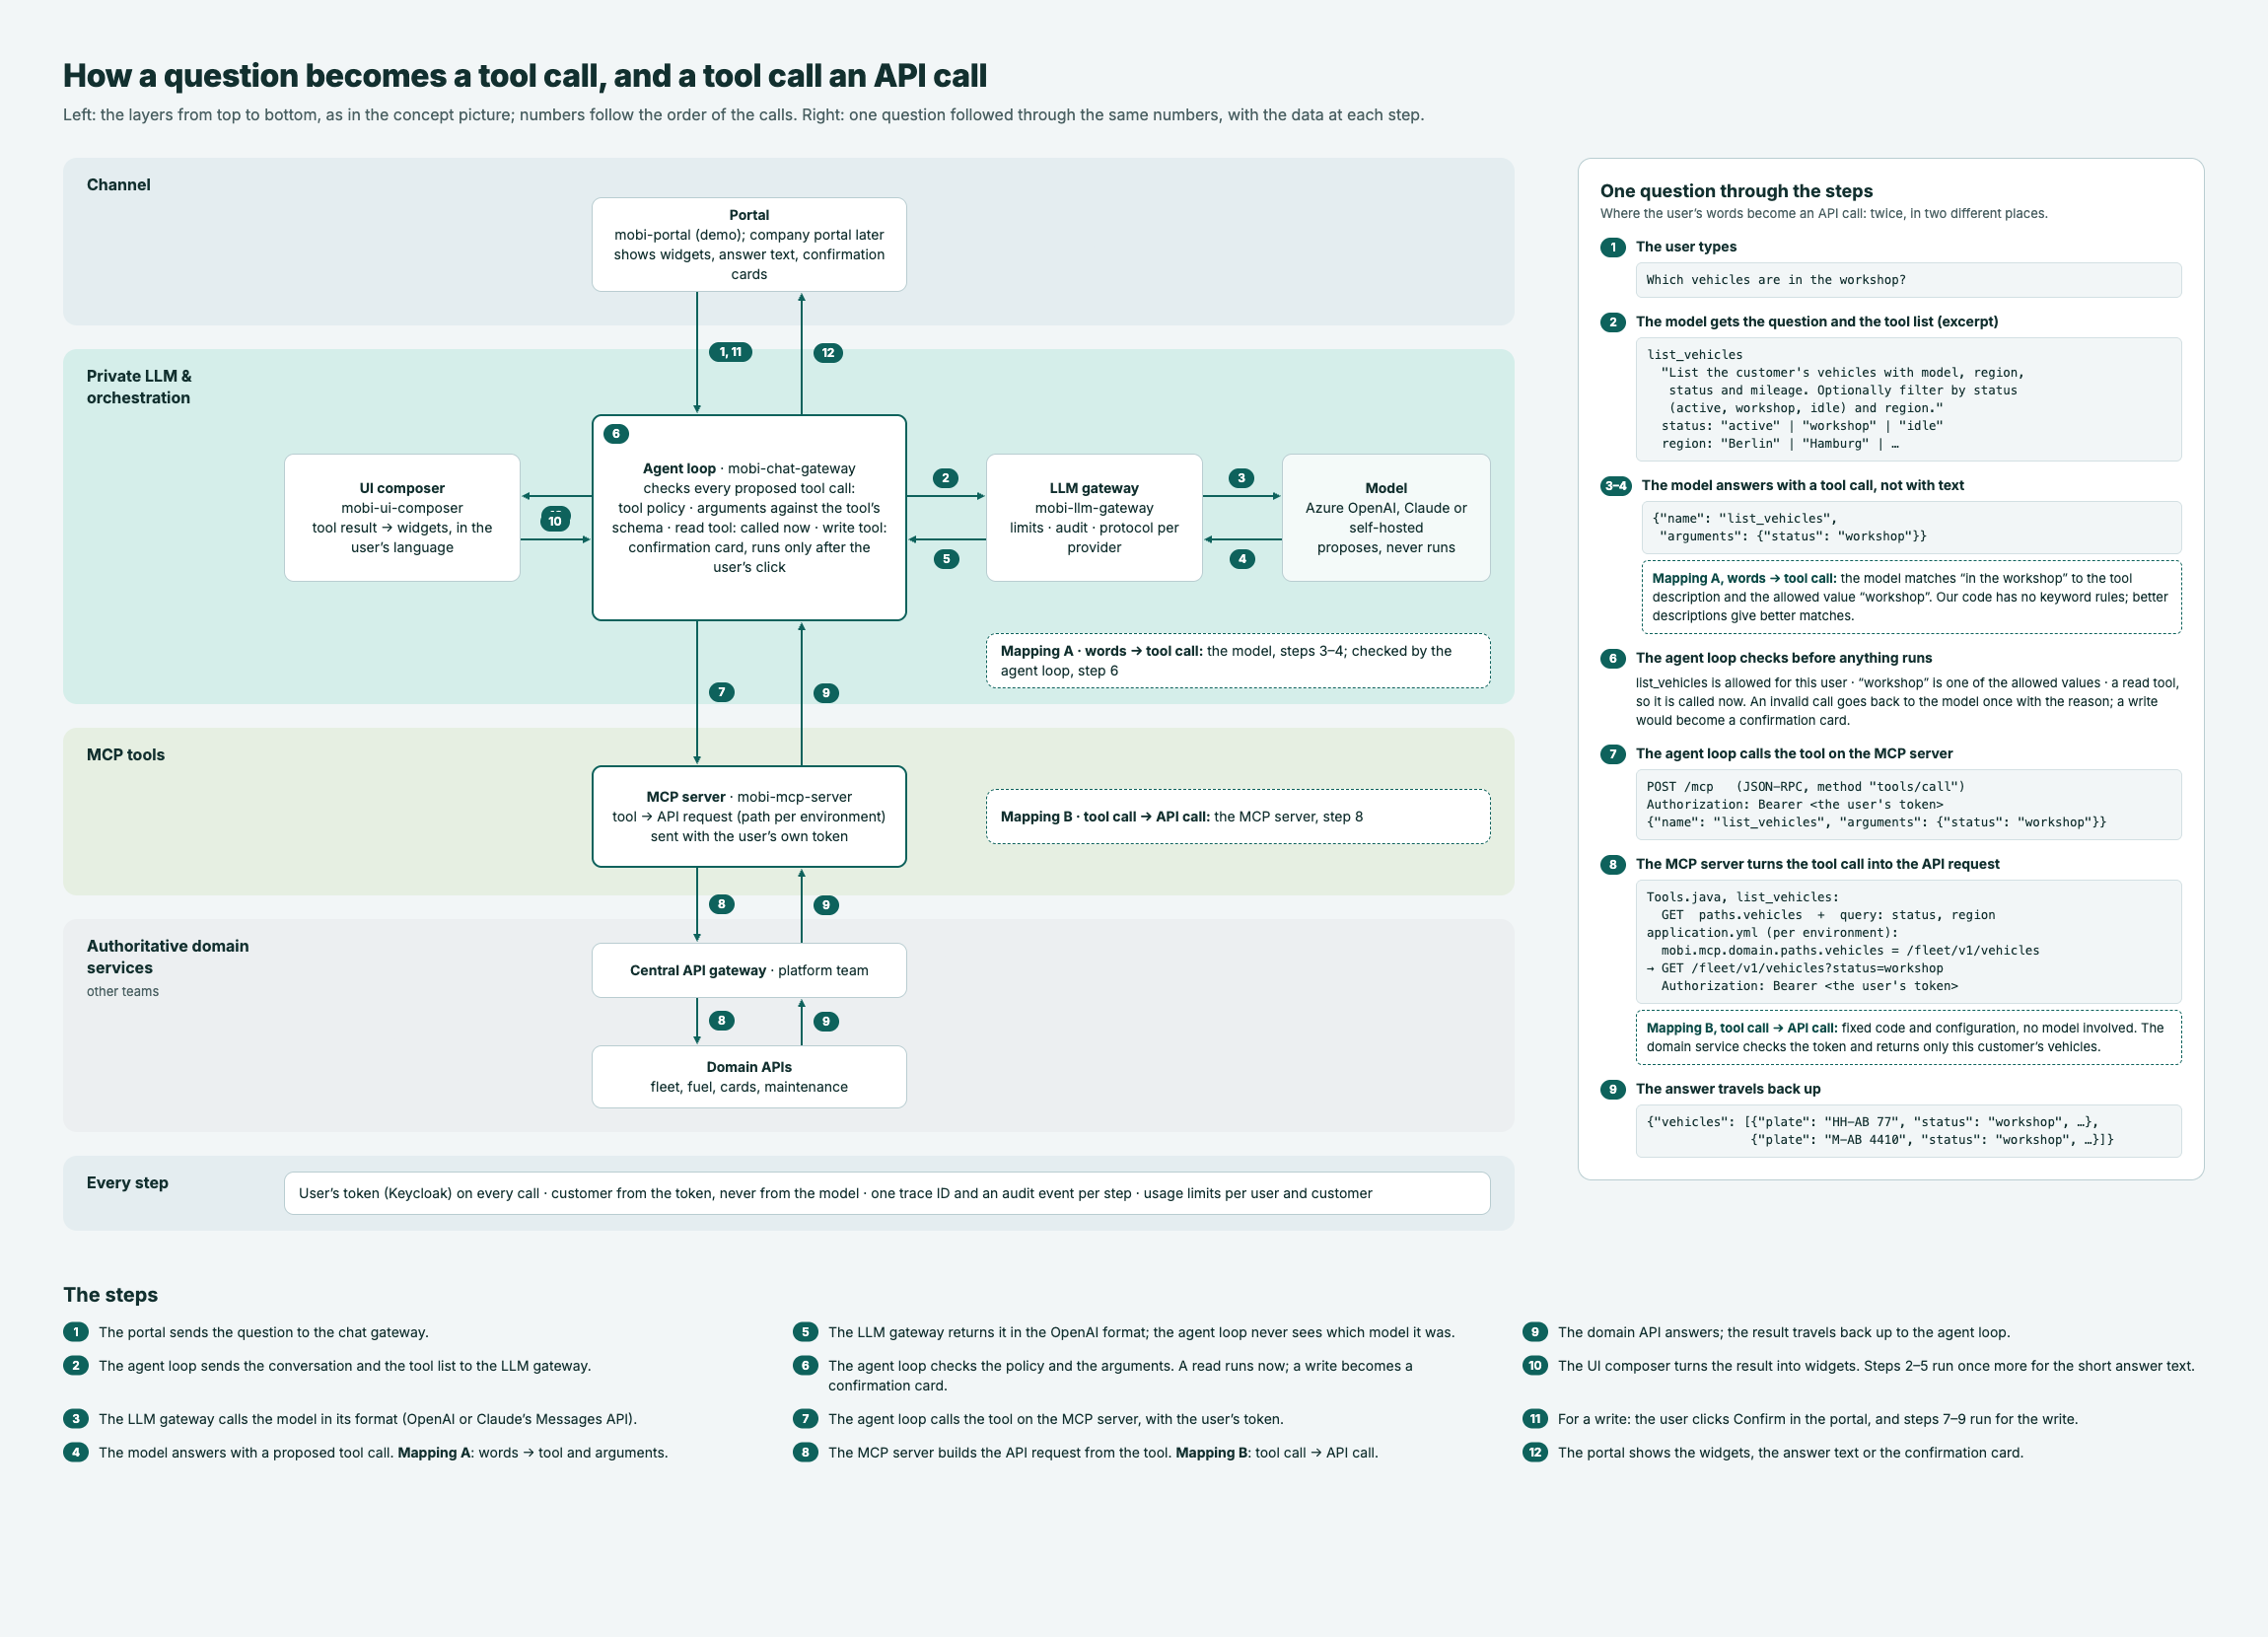 How a question becomes a tool call, and a tool call an API call
Left: the layers from top to bottom, as in the concept picture; numbers follow the order of the calls. Right: one question followed through the same numbers, with the data at each step.
Channel
Portal
mobi-portal (demo); company portal later
shows widgets, answer text, confirmation
cards
1, 11
12
Private LLM &
orchestration
6
Agent loop · mobi-chat-gateway
checks every proposed tool call:
tool policy · arguments against the tool's
schema · read tool: called now · write tool:
confirmation card, runs only after the
user's click
UI composer
mobi-ui-composer
tool result → widgets, in the
user's language
10
2
5
LLM gateway
mobi-llm-gateway
limits · audit · protocol per
provider
3
4
Model
Azure OpenAI, Claude or
self-hosted
proposes, never runs
Mapping A · words → tool call: the model, steps 3–4; checked by the
agent loop, step 6
7
9
MCP tools
MCP server · mobi-mcp-server
tool → API request (path per environment)
sent with the user's own token
Mapping B · tool call → API call: the MCP server, step 8
8
9
Authoritative domain
services
other teams
Central API gateway · platform team
8
9
Domain APIs
fleet, fuel, cards, maintenance
Every step
User's token (Keycloak) on every call · customer from the token, never from the model · one trace ID and an audit event per step · usage limits per user and customer
One question through the steps
Where the user's words become an API call: twice, in two different places.
1 The user types
Which vehicles are in the workshop?
2 The model gets the question and the tool list (excerpt)
list_vehicles
"List the customer's vehicles with model, region,
status and mileage. Optionally filter by status
(active, workshop, idle) and region."
status: "active" | "workshop" | "idle"
region: "Berlin" | "Hamburg" | …
3–4 The model answers with a tool call, not with text
{"name": "list_vehicles",
"arguments": {"status": "workshop"}}
Mapping A, words → tool call: the model matches “in the workshop” to the tool
description and the allowed value “workshop”. Our code has no keyword rules; better
descriptions give better matches.
6 The agent loop checks before anything runs
list_vehicles is allowed for this user · “workshop” is one of the allowed values · a read tool,
so it is called now. An invalid call goes back to the model once with the reason; a write
would become a confirmation card.
7 The agent loop calls the tool on the MCP server
POST /mcp (JSON-RPC, method "tools/call")
Authorization: Bearer <the user's token>
{"name": "list_vehicles", "arguments": {"status": "workshop"}}
8 The MCP server turns the tool call into the API request
Tools.java, list_vehicles:
GET paths.vehicles + query: status, region
application.yml (per environment):
mobi.mcp.domain.paths.vehicles = /fleet/v1/vehicles
→ GET /fleet/v1/vehicles?status=workshop
Authorization: Bearer <the user's token>
Mapping B, tool call → API call: fixed code and configuration, no model involved. The
domain service checks the token and returns only this customer's vehicles.
9 The answer travels back up
{"vehicles": [{"plate": "HH-AB 77", "status": "workshop", …},
{"plate": "M-AB 4410", "status": "workshop", …}]}
The steps
1 The portal sends the question to the chat gateway.
2 The agent loop sends the conversation and the tool list to the LLM gateway.
3 The LLM gateway calls the model in its format (OpenAI or Claude's Messages API).
4 The model answers with a proposed tool call. Mapping A: words → tool and arguments.
5 The LLM gateway returns it in the OpenAI format; the agent loop never sees which model it was.
6 The agent loop checks the policy and the arguments. A read runs now; a write becomes a
confirmation card.
7 The agent loop calls the tool on the MCP server, with the user's token.
8 The MCP server builds the API request from the tool. Mapping B: tool call → API call.
9 The domain API answers; the result travels back up to the agent loop.
10 The UI composer turns the result into widgets. Steps 2–5 run once more for the short answer text.
11 For a write: the user clicks Confirm in the portal, and steps 7–9 run for the write.
12 The portal shows the widgets, the answer text or the confirmation card.